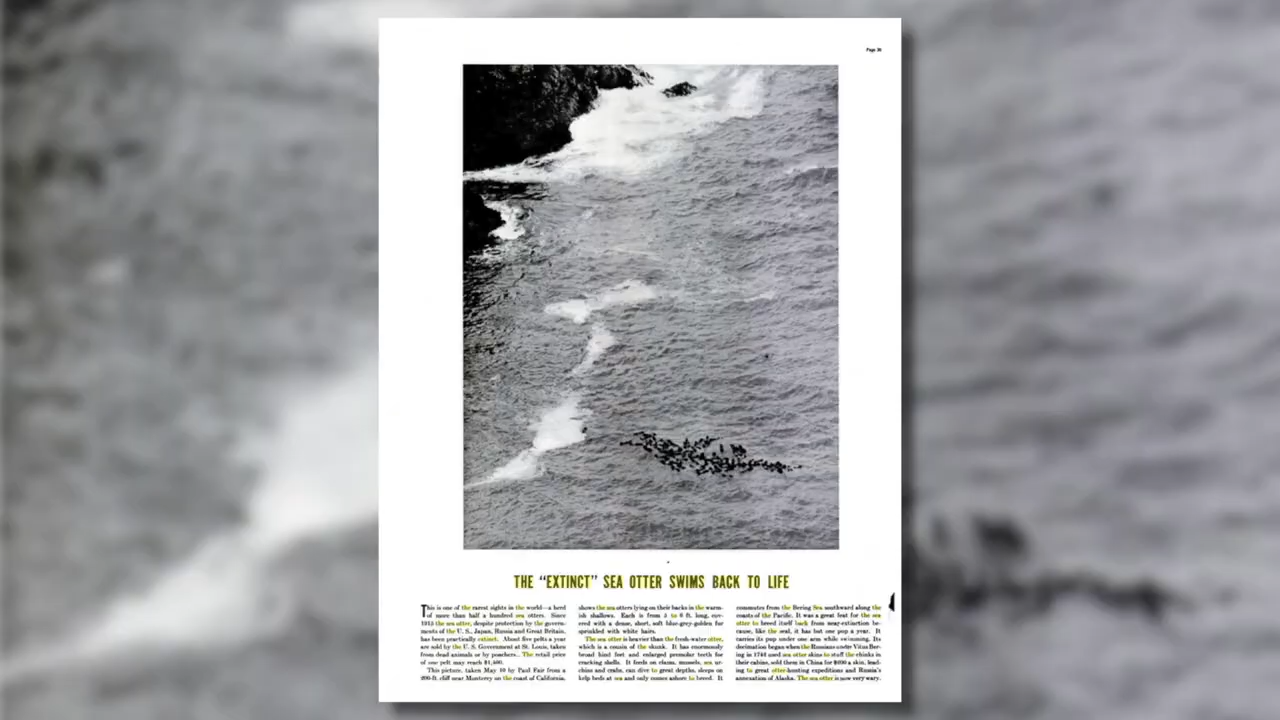 Page 30
THE "EXTINCT" SEA OTTER SWIMS BACK TO LIFE
This is one of the rarest sights in the world—a herd
of more than half a hundred sea otters. Since
1913 the sea otter, despite protection by the govern-
ments of the U. S., Japan, Russia and Great Britain,
has been practically extinct. About five pelts a year
are sold by the U. S. Government at St. Louis, taken
from dead animals or by poachers. The retail price
of one pelt may reach $1,400.
This picture, taken May 10 by Paul Fair from a
200-ft. cliff near Monterey on the coast of California,
shows the sea otters lying on their backs in the warm-
ish shallows. Each is from 3 to 6 ft. long, cov-
ered with a dense, short, soft blue-grey-golden fur
sprinkled with white hairs.
The sea otter is heavier than the fresh-water otter,
which is a cousin of the skunk. It has enormously
broad hind feet and enlarged premolar teeth for
cracking shells. It feeds on clams, mussels, sea ur-
chins and crabs, can dive to great depths, sleeps on
kelp beds at sea and only comes ashore to breed. It
commutes from the Bering Sea southward along the
coasts of the Pacific. It was a great feat for the sea
otter to breed itself back from near-extinction be-
cause, like the seal, it has but one pup a year. It
carries its pup under one arm while swimming. Its
decimation began when the Russians under Vitus Ber-
ing in 1741 used sea otter skins to stuff the chinks in
their cabins, sold them in China for $200 a skin, lead-
ing to great otter-hunting expeditions and Russia's
annexation of Alaska. The sea otter is now very wary.